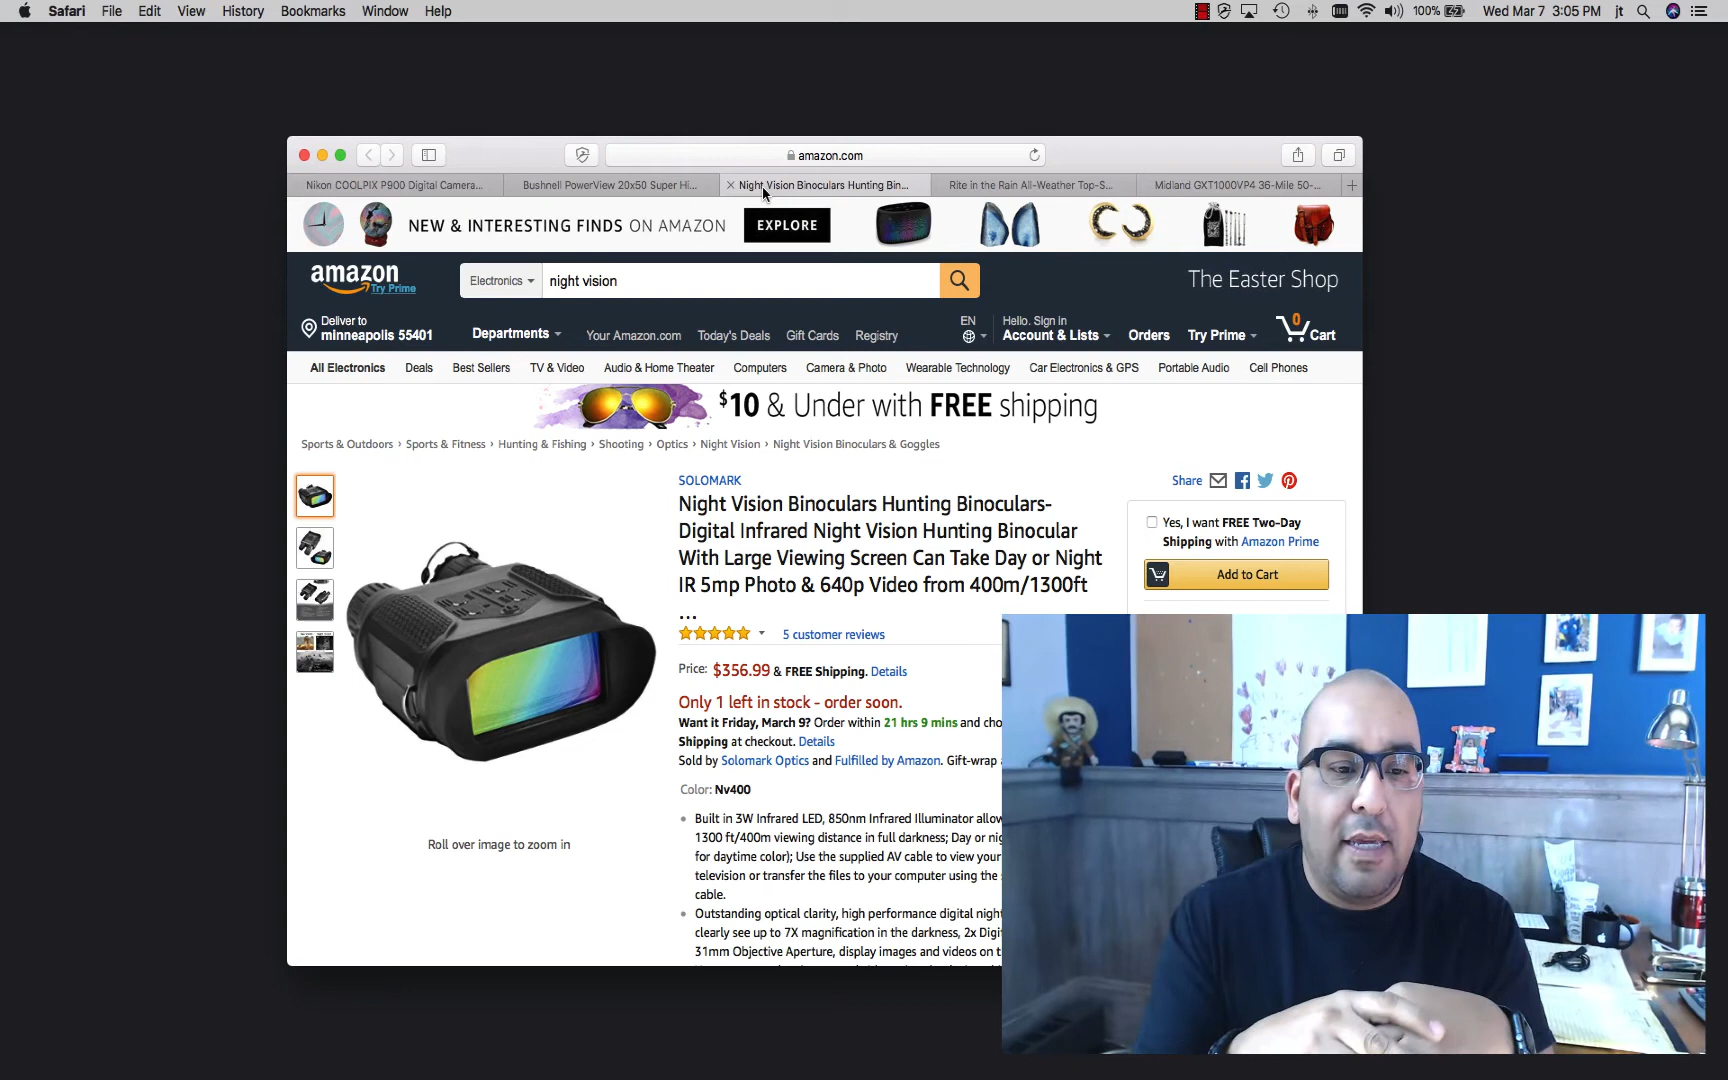 Safari File Edit View History Bookmarks Window Help 100% Wed Mar 7 3:05 PM jt
amazon.com
Nikon COOLPIX P900 Digital Camera... Bushnell PowerView 20x50 Super Hi... Night Vision Binoculars Hunting Bin... Rite in the Rain All-Weather Top-S... Midland GXT1000VP4 36-Mile 50-...
NEW & INTERESTING FINDS ON AMAZON EXPLORE
amazon Try Prime Electronics night vision The Easter Shop
Deliver to
minneapolis 55401
Departments Your Amazon.com Today's Deals Gift Cards Registry EN
Hello. Sign in
Account & Lists Orders Try Prime 0 Cart
All Electronics Deals Best Sellers TV & Video Audio & Home Theater Computers Camera & Photo Wearable Technology Car Electronics & GPS Portable Audio Cell Phones
$10 & Under with FREE shipping
Sports & Outdoors › Sports & Fitness › Hunting & Fishing › Shooting › Optics › Night Vision › Night Vision Binoculars & Goggles
SOLOMARK
Night Vision Binoculars Hunting Binoculars-
Digital Infrared Night Vision Hunting Binocular
With Large Viewing Screen Can Take Day or Night
IR 5mp Photo & 640p Video from 400m/1300ft
...
5 customer reviews
Price: $356.99 & FREE Shipping. Details
Only 1 left in stock - order soon.
Want it Friday, March 9? Order within 21 hrs 9 mins and cho
Shipping at checkout. Details
Sold by Solomark Optics and Fulfilled by Amazon. Gift-wrap a
Color: Nv400
Built in 3W Infrared LED, 850nm Infrared Illuminator allow
1300 ft/400m viewing distance in full darkness; Day or nig
for daytime color); Use the supplied AV cable to view your
television or transfer the files to your computer using the
cable.
Outstanding optical clarity, high performance digital night
clearly see up to 7X magnification in the darkness, 2x Digi
31mm Objective Aperture, display images and videos on t
Roll over image to zoom in
Share
Yes, I want FREE Two-Day
Shipping with Amazon Prime
Add to Cart